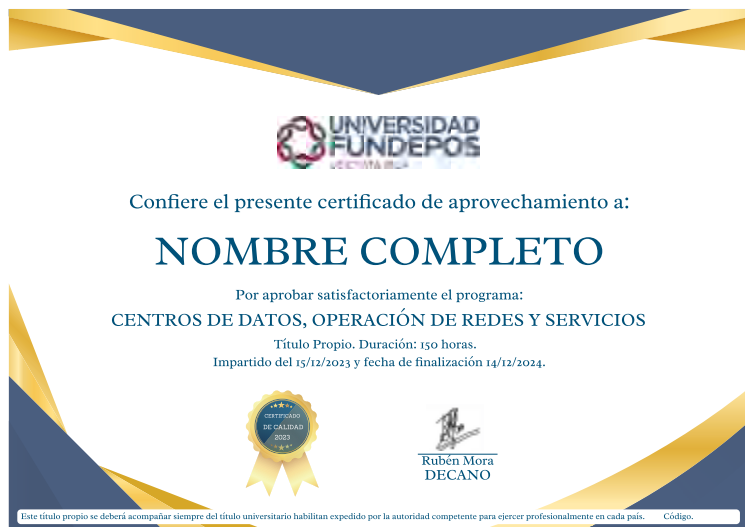 UNIVERSIDAD
FUNDEPOS
Confiere el presente certificado de aprovechamiento a:
NOMBRE COMPLETO
Por aprobar satisfactoriamente el programa:
CENTROS DE DATOS, OPERACIÓN DE REDES Y SERVICIOS
Título Propio. Duración: 150 horas.
Impartido del 15/12/2023 y fecha de finalización 14/12/2024.
CERTIFICADO
DE CALIDAD
2023
Rubén Mora
DECANO
Este título propio se deberá acompañar siempre del título universitario habilitan expedido por la autoridad competente para ejercer profesionalmente en cada país. Código.